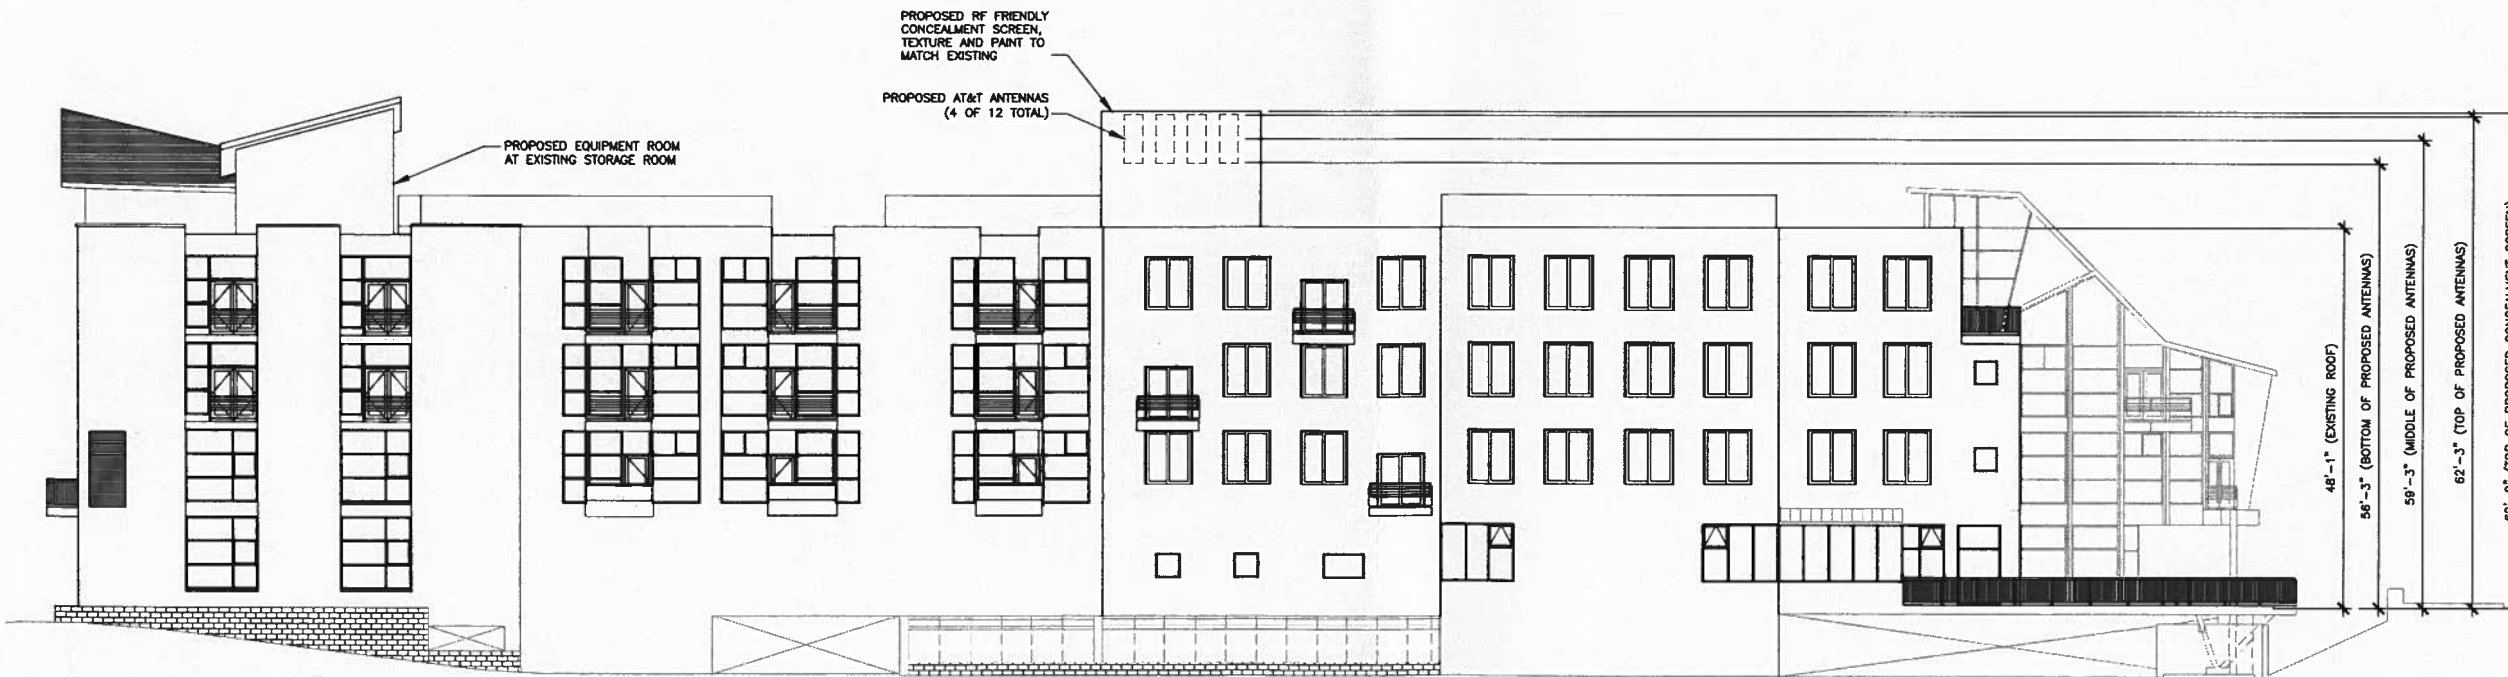 PROPOSED RF FRIENDLY
CONCEALMENT SCREEN,
TEXTURE AND PAINT TO
MATCH EXISTING
PROPOSED AT&T ANTENNAS
(4 OF 12 TOTAL)
PROPOSED EQUIPMENT ROOM
AT EXISTING STORAGE ROOM
48'-1" (EXISTING ROOF)
56'-3" (BOTTOM OF PROPOSED ANTENNAS)
59'-3" (MIDDLE OF PROPOSED ANTENNAS)
62'-3" (TOP OF PROPOSED ANTENNAS)